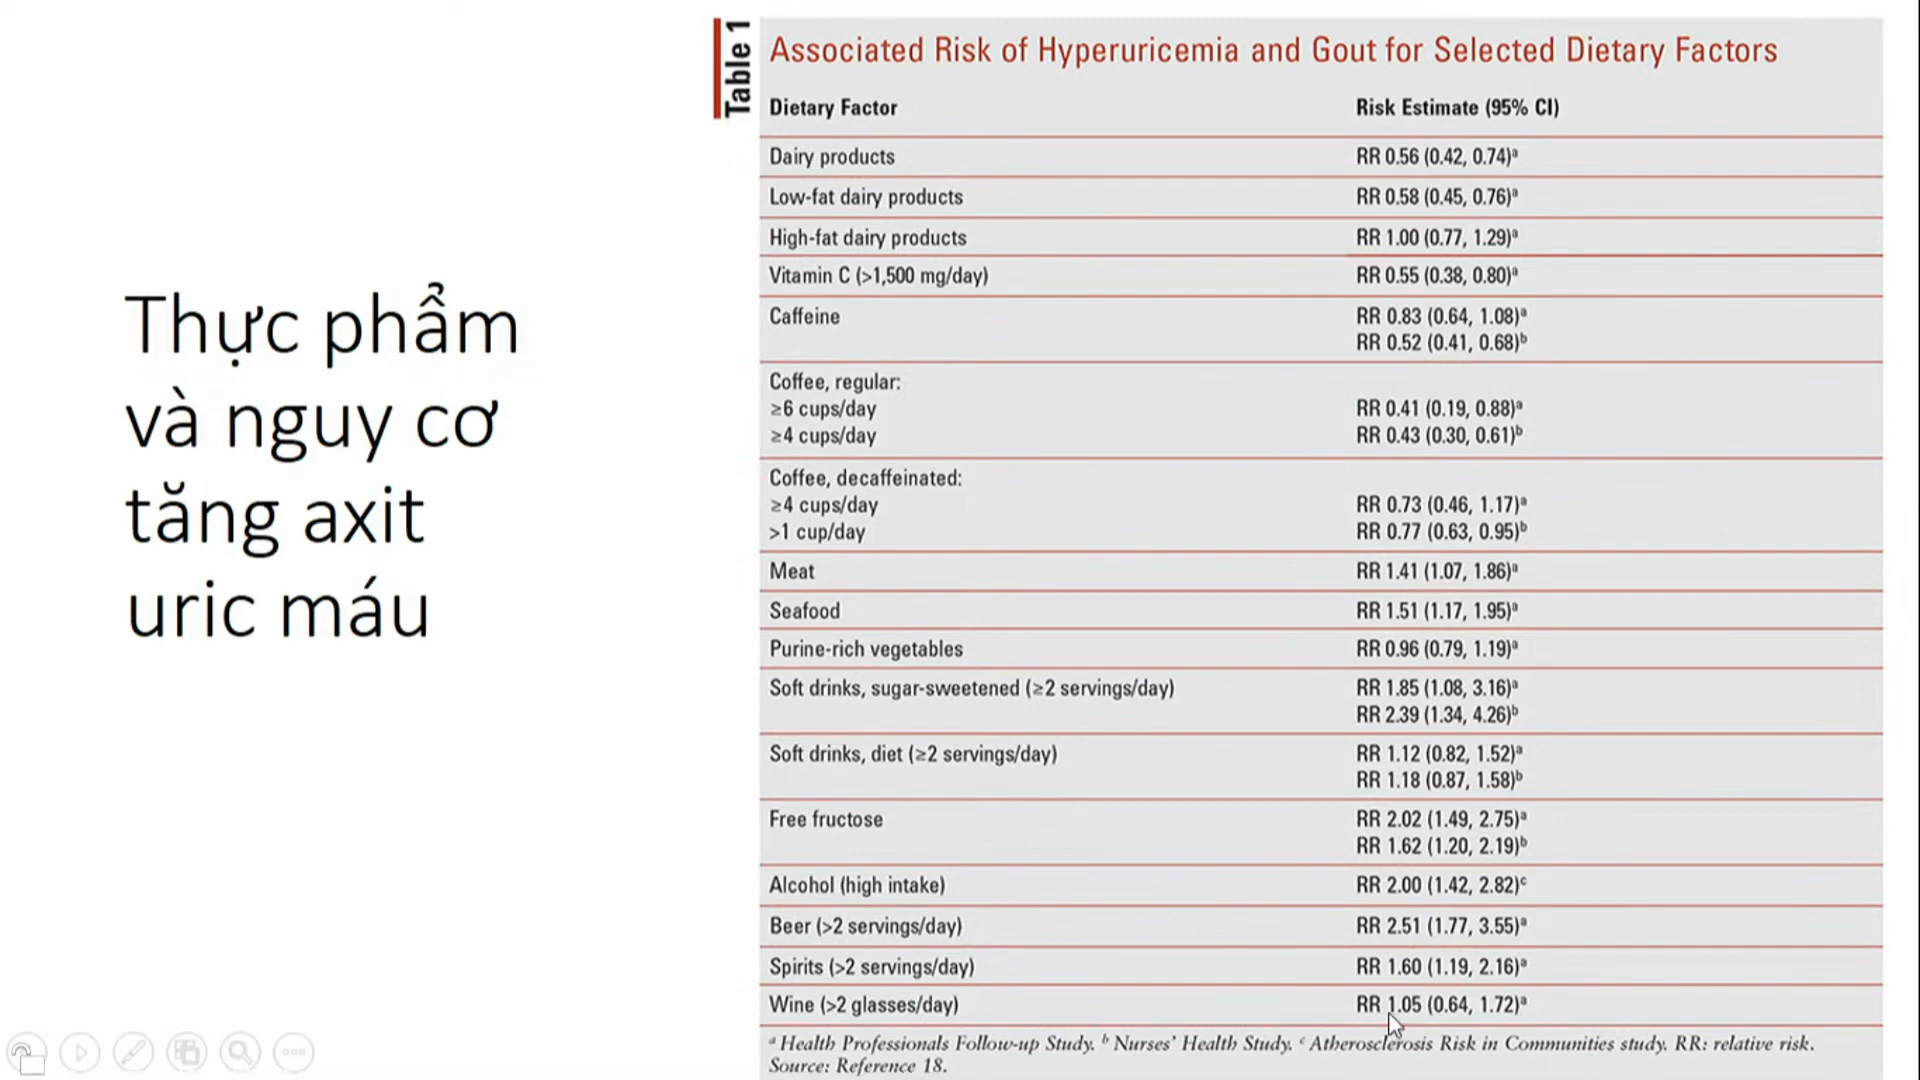 Thực phẩm
và nguy cơ
tăng axit
uric máu
Table 1
Associated Risk of Hyperuricemia and Gout for Selected Dietary Factors
Dietary Factor Risk Estimate (95% CI)
Dairy products RR 0.56 (0.42, 0.74)ᵃ
Low-fat dairy products RR 0.58 (0.45, 0.76)ᵃ
High-fat dairy products RR 1.00 (0.77, 1.29)ᵃ
Vitamin C (>1,500 mg/day) RR 0.55 (0.38, 0.80)ᵃ
Caffeine RR 0.83 (0.64, 1.08)ᵃ
RR 0.52 (0.41, 0.68)ᵇ
Coffee, regular:
≥6 cups/day RR 0.41 (0.19, 0.88)ᵃ
≥4 cups/day RR 0.43 (0.30, 0.61)ᵇ
Coffee, decaffeinated:
≥4 cups/day RR 0.73 (0.46, 1.17)ᵃ
>1 cup/day RR 0.77 (0.63, 0.95)ᵇ
Meat RR 1.41 (1.07, 1.86)ᵃ
Seafood RR 1.51 (1.17, 1.95)ᵃ
Purine-rich vegetables RR 0.96 (0.79, 1.19)ᵃ
Soft drinks, sugar-sweetened (≥2 servings/day) RR 1.85 (1.08, 3.16)ᵃ
RR 2.39 (1.34, 4.26)ᵇ
Soft drinks, diet (≥2 servings/day) RR 1.12 (0.82, 1.52)ᵃ
RR 1.18 (0.87, 1.58)ᵇ
Free fructose RR 2.02 (1.49, 2.75)ᵃ
RR 1.62 (1.20, 2.19)ᵇ
Alcohol (high intake) RR 2.00 (1.42, 2.82)ᶜ
Beer (>2 servings/day) RR 2.51 (1.77, 3.55)ᵃ
Spirits (>2 servings/day) RR 1.60 (1.19, 2.16)ᵃ
Wine (>2 glasses/day) RR 1.05 (0.64, 1.72)ᵃ
ᵃ Health Professionals Follow-up Study. ᵇ Nurses' Health Study. ᶜ Atherosclerosis Risk in Communities study. RR: relative risk.
Source: Reference 18.